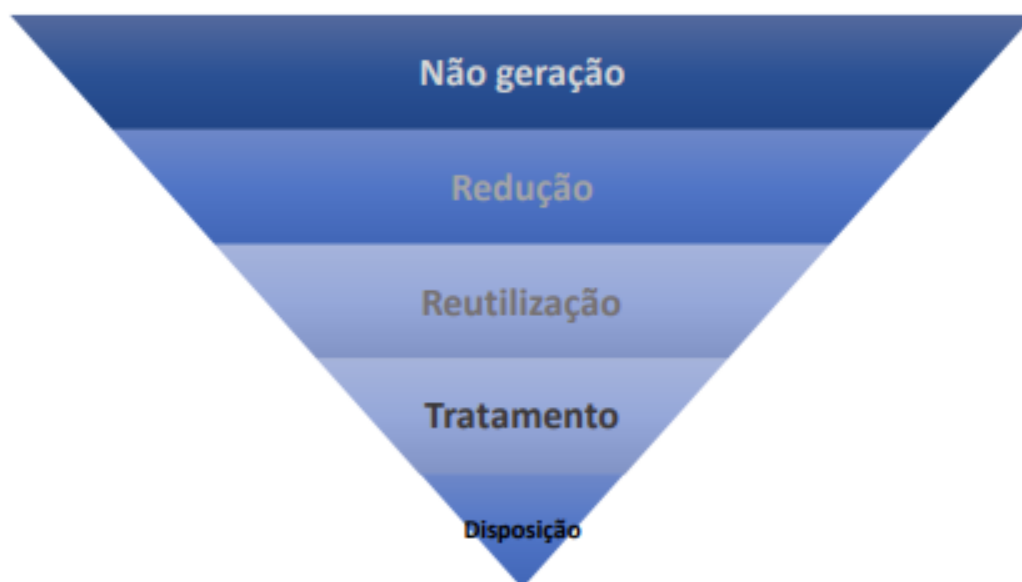 Não geração
Redução
Reutilização
Tratamento
Disposição